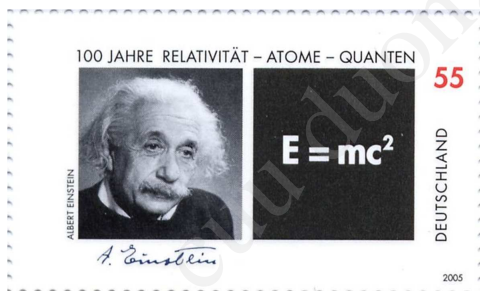 100 JAHRE RELATIVITÄT – ATOME – QUANTEN
55
ALBERT EINSTEIN
E = mc²
DEUTSCHLAND
A. Einstein
2005